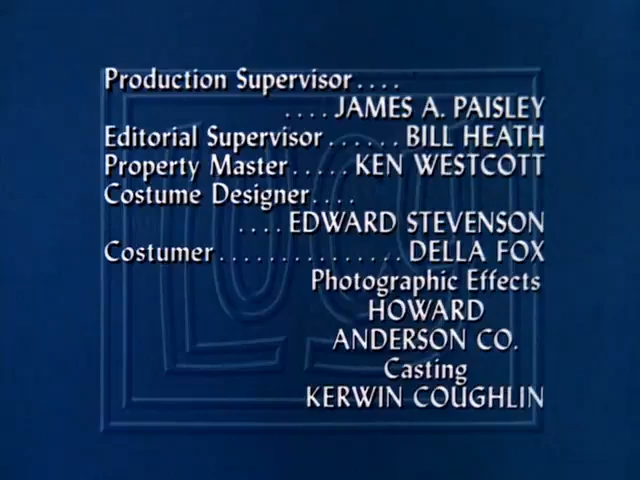 Production Supervisor....
....JAMES A. PAISLEY
Editorial Supervisor......BILL HEATH
Property Master.....KEN WESTCOTT
Costume Designer....
....EDWARD STEVENSON
Costumer...............DELLA FOX
Photographic Effects
HOWARD
ANDERSON CO.
Casting
KERWIN COUGHLIN
LUCY